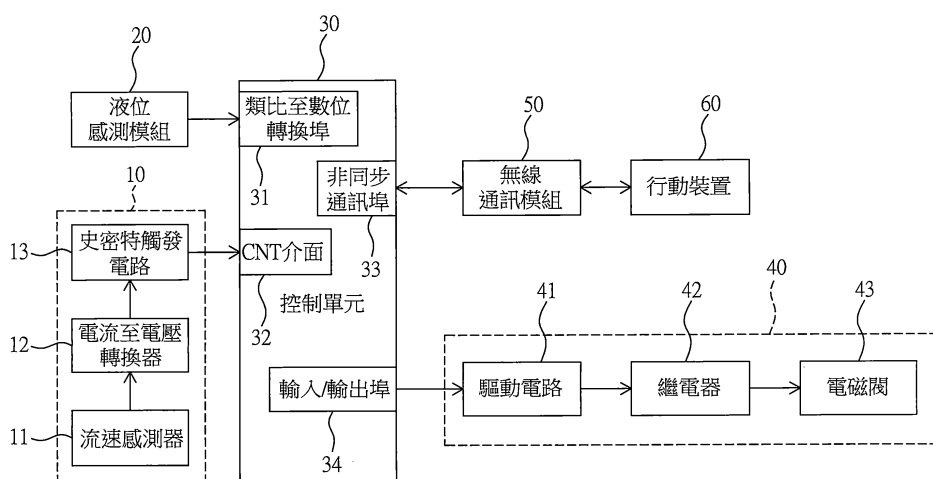 20
30
液位
感測模組
類比至數位
轉換埠
31
50
60
非同步
通訊埠
33
無線
通訊模組
行動裝置
10
13
史密特觸發
電路
CNT介面
32
控制單元
12
電流至電壓
轉換器
11
流速感測器
輸入/輸出埠
34
40
41
42
43
驅動電路
繼電器
電磁閥